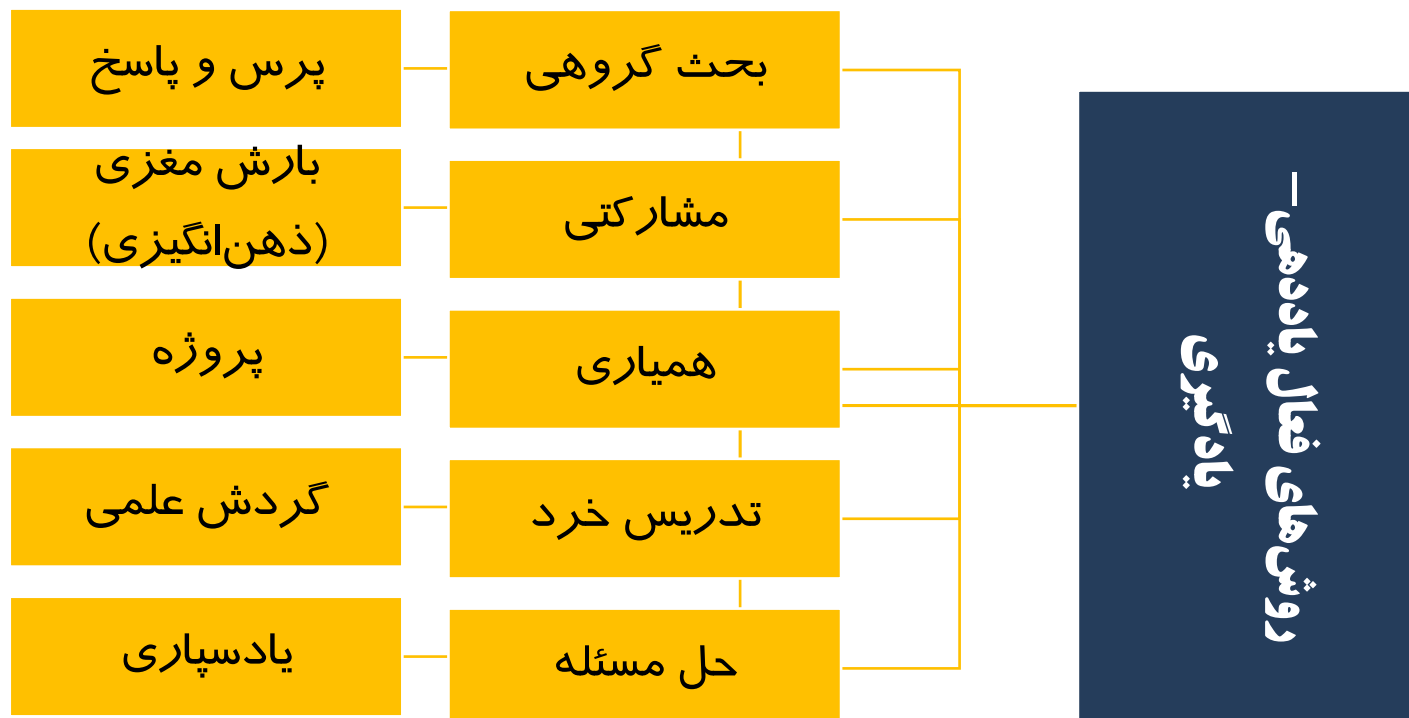 روش‌های فعال یاددهی–
یادگیری
بحث گروهی
پرس و پاسخ
مشارکتی
بارش مغزی
(ذهن‌انگیزی)
همیاری
پروژه
تدریس خرد
گردش علمی
حل مسئله
یادسپاری